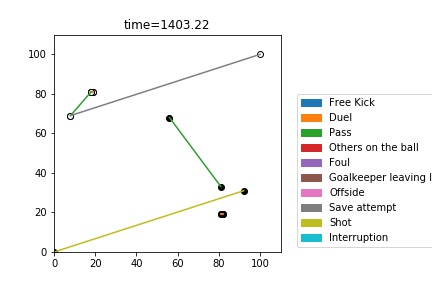 time=1403.22
100
80
60
40
20
0
0
20
40
60
80
100
Free Kick
Duel
Pass
Others on the ball
Foul
Goalkeeper leaving l
Offside
Save attempt
Shot
Interruption